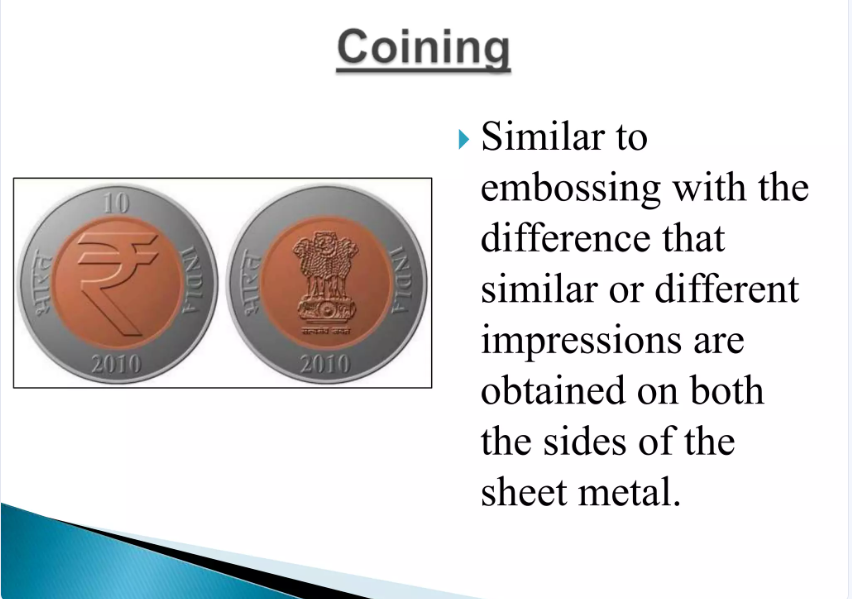 Coining
10
भारत
INDIA
2010
भारत
INDIA
सत्यमेव जयते
2010
Similar to
embossing with the
difference that
similar or different
impressions are
obtained on both
the sides of the
sheet metal.